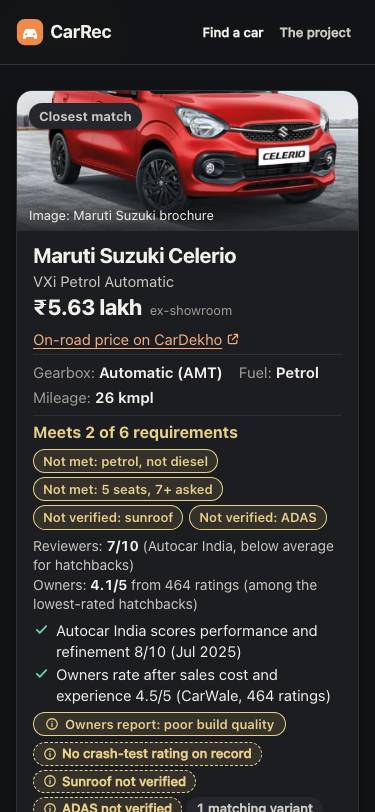 CarRec
Find a car
The project
Closest match
CELERIO
Image: Maruti Suzuki brochure
Maruti Suzuki Celerio
VXi Petrol Automatic
₹5.63 lakh ex-showroom
On-road price on CarDekho
Gearbox: Automatic (AMT) Fuel: Petrol
Mileage: 26 kmpl
Meets 2 of 6 requirements
Not met: petrol, not diesel
Not met: 5 seats, 7+ asked
Not verified: sunroof Not verified: ADAS
Reviewers: 7/10 (Autocar India, below average
for hatchbacks)
Owners: 4.1/5 from 464 ratings (among the
lowest-rated hatchbacks)
Autocar India scores performance and
refinement 8/10 (Jul 2025)
Owners rate after sales cost and
experience 4.5/5 (CarWale, 464 ratings)
Owners report: poor build quality
No crash-test rating on record
Sunroof not verified
ADAS not verified 1 matching variant